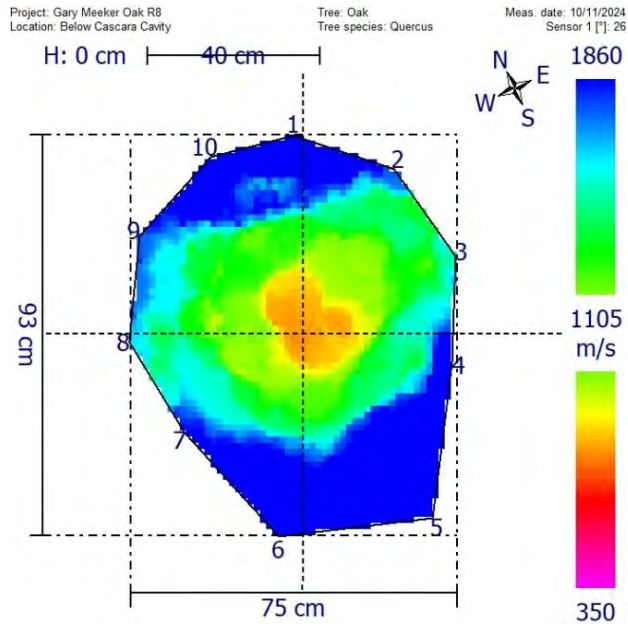 Project: Gary Meeker Oak R8
Location: Below Cascara Cavity
Tree: Oak
Tree species: Quercus
Meas. date: 10/11/2024
Sensor 1 [°]: 26
H: 0 cm
40 cm
N
E
W
S
1860
1105
m/s
350
1
2
3
4
5
6
7
8
9
10
93 cm
75 cm